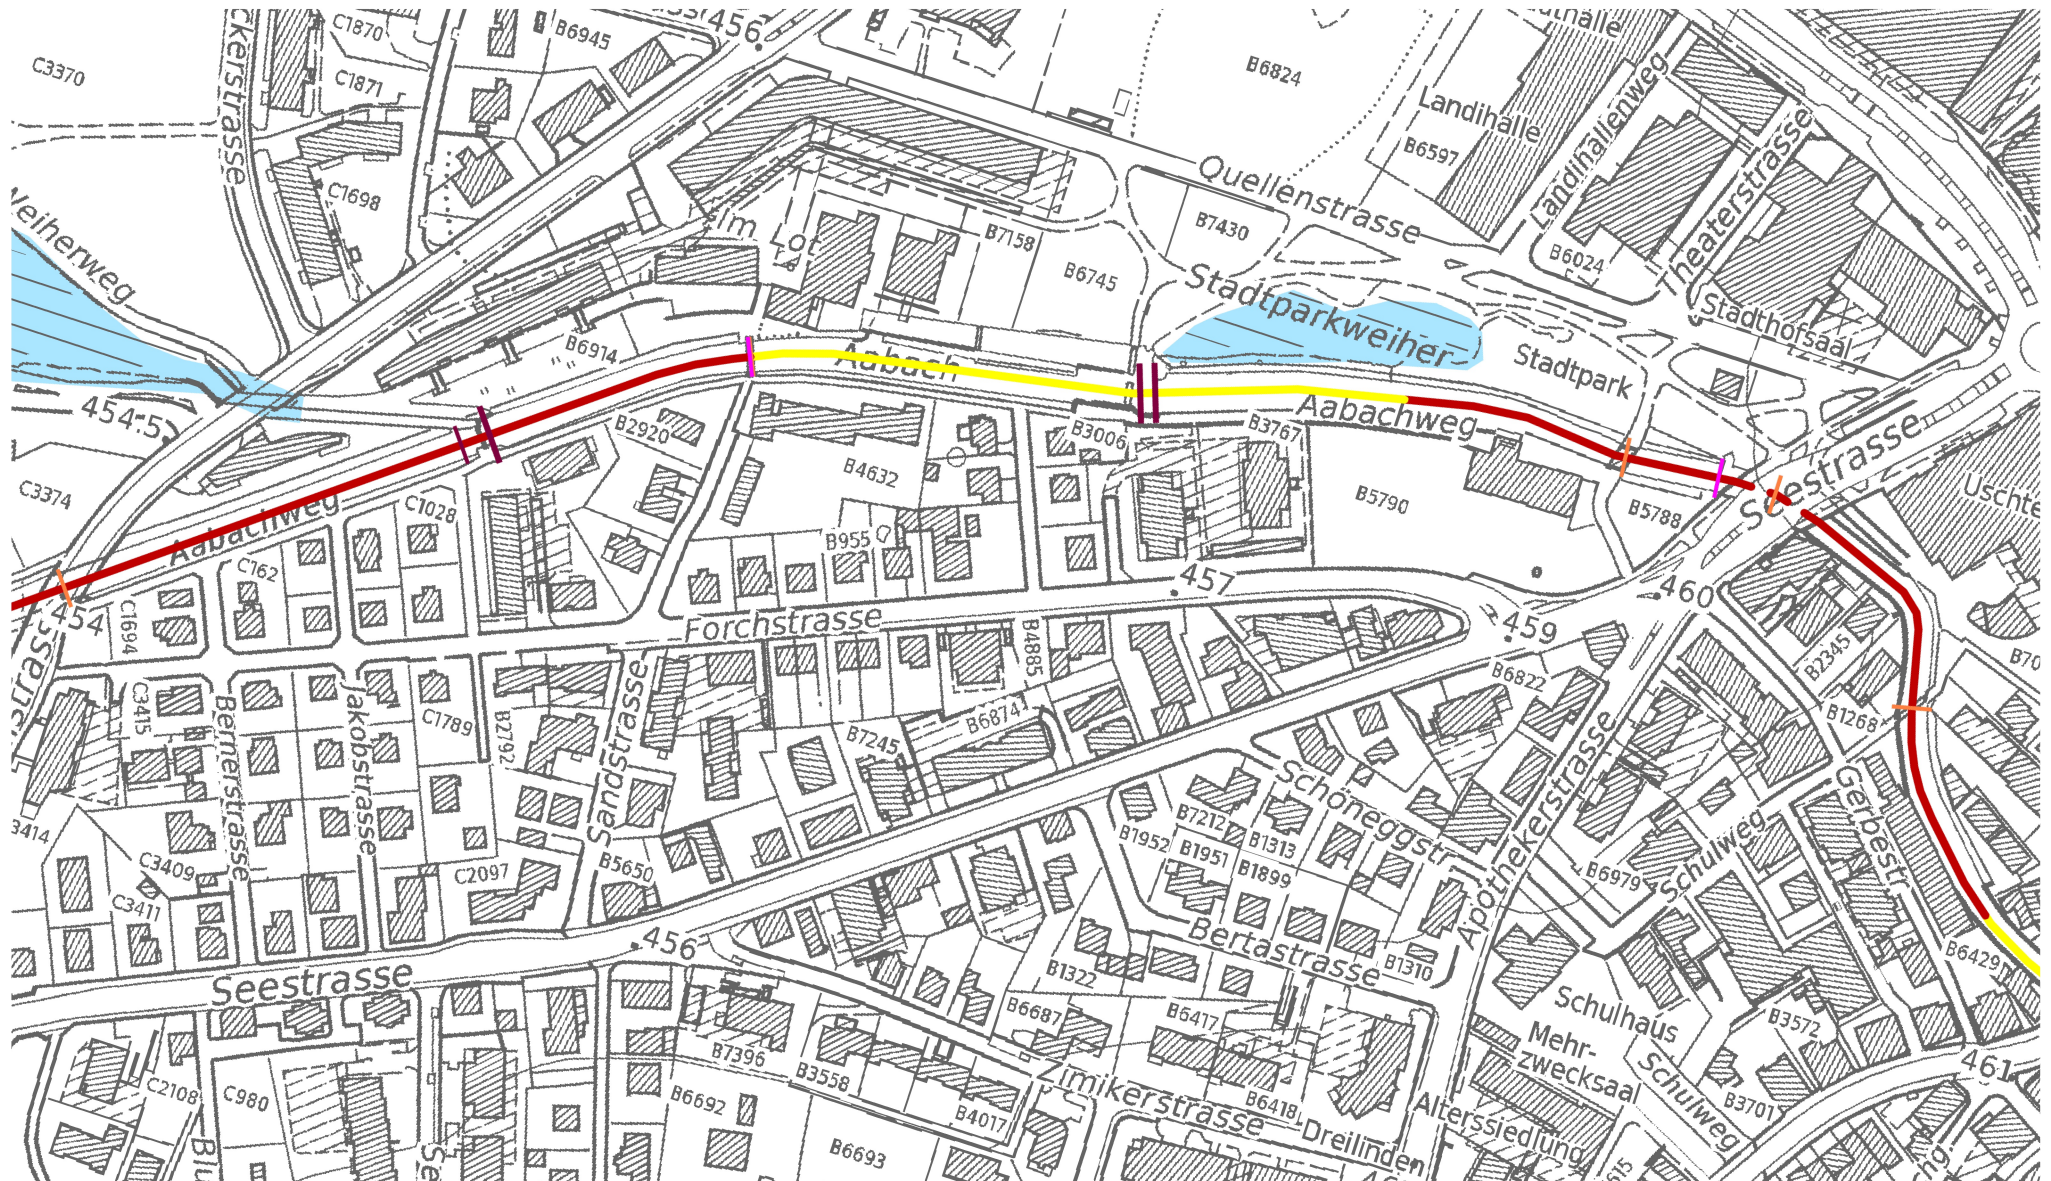 456
C1870
B6945
C3370
C1871
B6824
Landihalle
B6597
Landihallenweg
Theaterstrasse
C1698
Quellenstrasse
B7430
B7158
Im Lot
B6745
B6024
Stadtparkweiher
Stadthofsaal
Weiherweg
B6914
Aabach
Stadtpark
454.5
Aabachweg
B2920
B3006
B3767
B4632
Seestrasse
C3374
B5790
B5788
C1028
Aabachweg
B955
C162
457
460
454
C1694
Forchstrasse
459
B4885
B2345
B6822
C3415
Bernerstrasse
Jakobstrasse
C1789
B2792
Sandstrasse
B6874
B7245
B1268
Schöneggstr.
Apothekerstrasse
Gerbestr.
B7212
B1313
B1952
B1951
B1899
Schulweg
B6979
3414
C3409
C2097
B5650
C3411
456
Bertastrasse
B1310
B6429
Seestrasse
B1322
B6687
B6417
Schulhaus
B3572
Mehr-
zwecksaal
461
C2108
C980
B7396
B3558
B6692
B4017
Zimikerstrasse
B6418
Dreilinden
Alterssiedlung
Schulweg
B3701
B6693